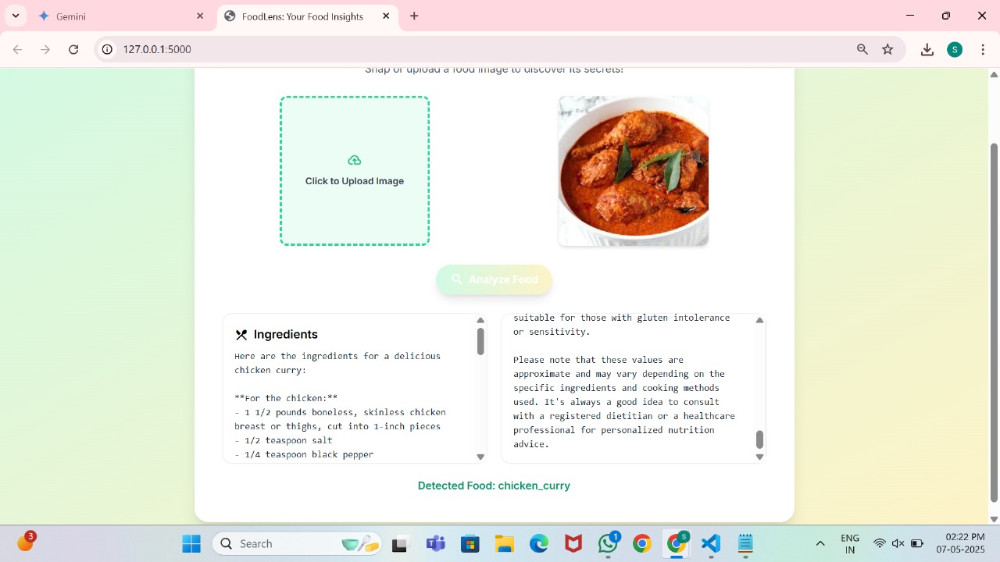 Gemini
FoodLens: Your Food Insights
127.0.0.1:5000
S
Snap or upload a food image to discover its secrets!
Click to Upload Image
Analyze Food
Ingredients
Here are the ingredients for a delicious
chicken curry:
**For the chicken:**
- 1 1/2 pounds boneless, skinless chicken
breast or thighs, cut into 1-inch pieces
- 1/2 teaspoon salt
- 1/4 teaspoon black pepper
suitable for those with gluten intolerance
or sensitivity.
Please note that these values are
approximate and may vary depending on the
specific ingredients and cooking methods
used. It's always a good idea to consult
with a registered dietitian or a healthcare
professional for personalized nutrition
advice.
Detected Food: chicken_curry
3
Search
1
S
ENG
IN
02:22 PM
07-05-2025